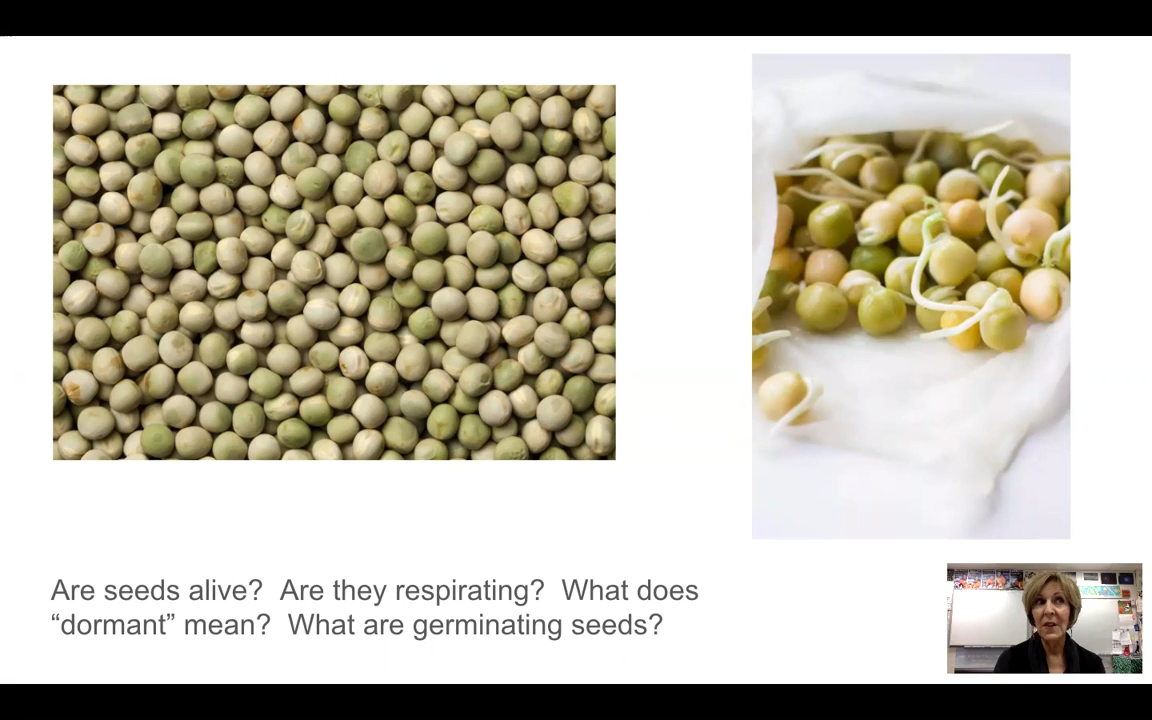 Are seeds alive?  Are they respirating?  What does
“dormant” mean?  What are germinating seeds?